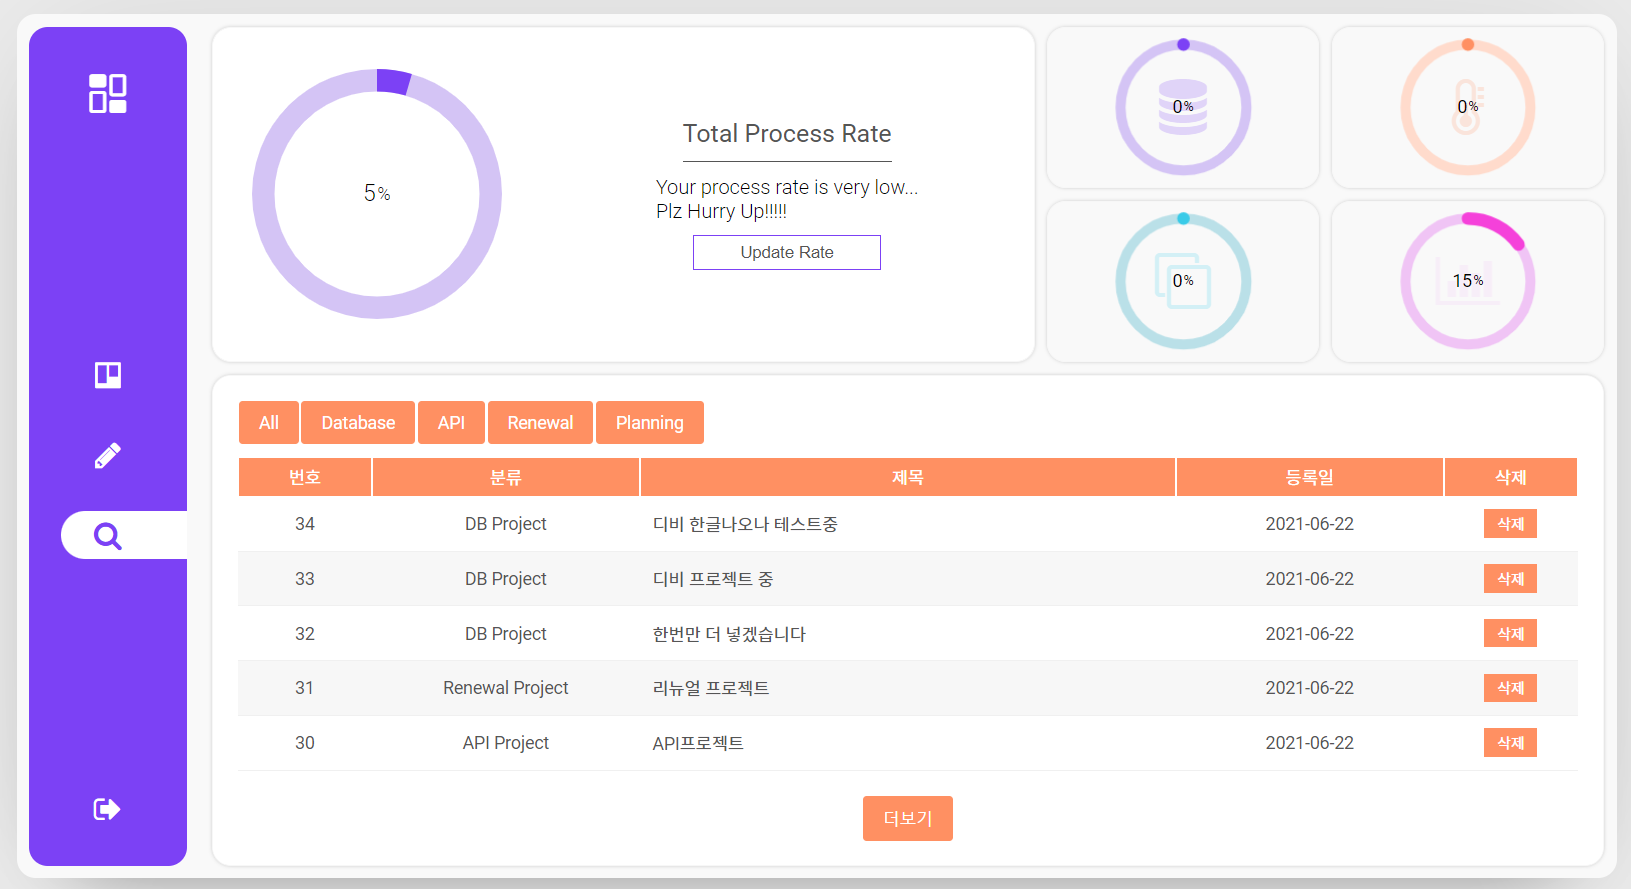 5%
Total Process Rate
Your process rate is very low...
Plz Hurry Up!!!!!
Update Rate
0%
0%
0%
15%
All Database API Renewal Planning
번호 분류 제목 등록일 삭제
34 DB Project 디비 한글나오나 테스트중 2021-06-22 삭제
33 DB Project 디비 프로젝트 중 2021-06-22 삭제
32 DB Project 한번만 더 넣겠습니다 2021-06-22 삭제
31 Renewal Project 리뉴얼 프로젝트 2021-06-22 삭제
30 API Project API프로젝트 2021-06-22 삭제
더보기